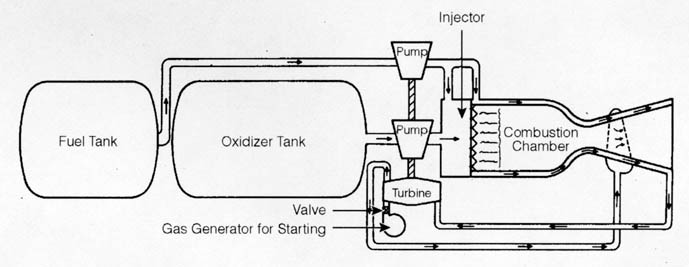 Injector
Pump
Fuel Tank
Oxidizer Tank
Pump
Combustion
Chamber
Turbine
Valve
Gas Generator for Starting